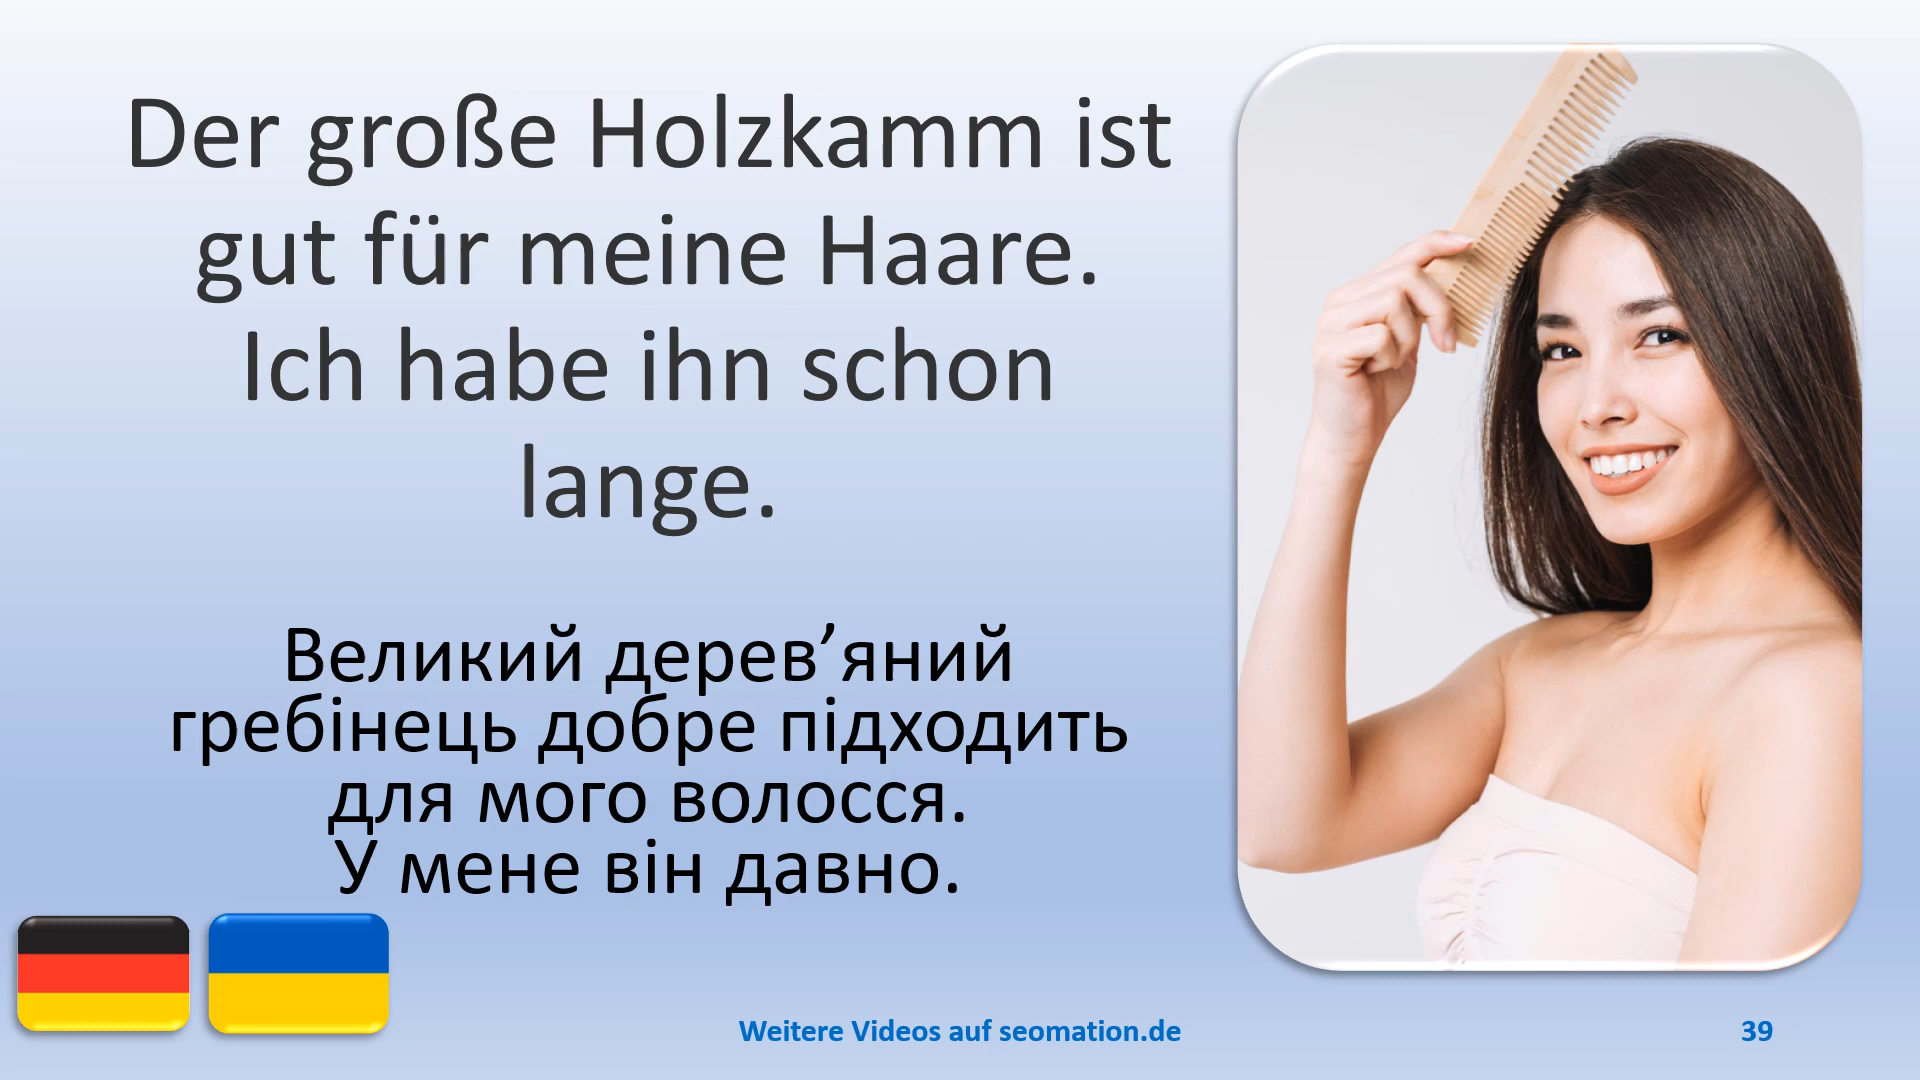 Der große Holzkamm ist
gut für meine Haare.
Ich habe ihn schon
lange.
Великий дерев’яний
гребінець добре підходить
для мого волосся.
У мене він давно.
Weitere Videos auf seomation.de
39